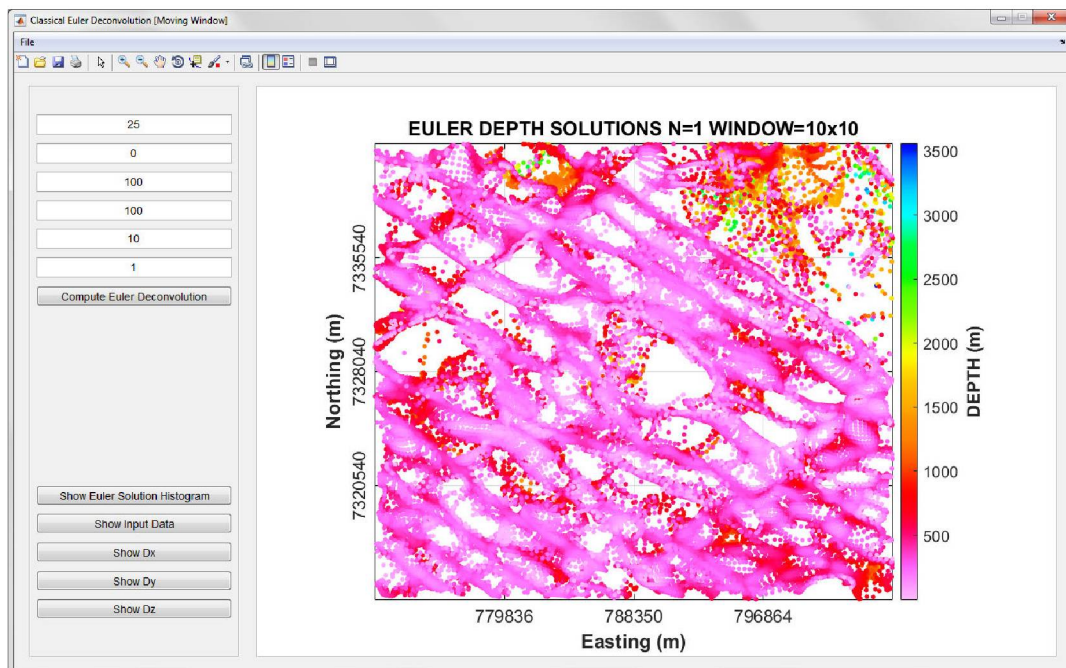 Classical Euler Deconvolution [Moving Window]
File
25
0
100
100
10
1
Compute Euler Deconvolution
Show Euler Solution Histogram
Show Input Data
Show Dx
Show Dy
Show Dz
EULER DEPTH SOLUTIONS N=1 WINDOW=10x10
Northing (m)
7335540
7328040
7320540
779836
788350
796864
Easting (m)
3500
3000
2500
2000
1500
1000
500
DEPTH (m)